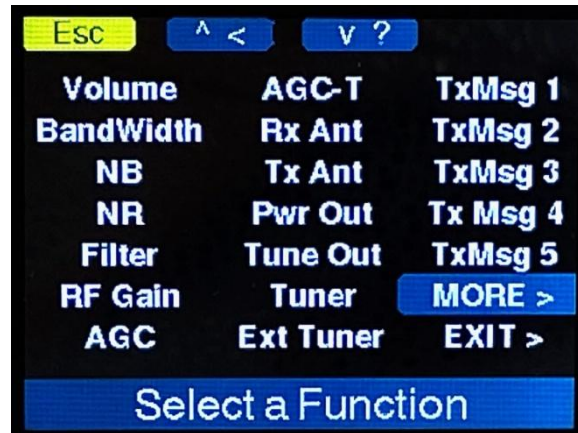 Esc ^ < v ?
Volume AGC-T TxMsg 1
BandWidth Rx Ant TxMsg 2
NB Tx Ant TxMsg 3
NR Pwr Out Tx Msg 4
Filter Tune Out TxMsg 5
RF Gain Tuner MORE >
AGC Ext Tuner EXIT >
Select a Function